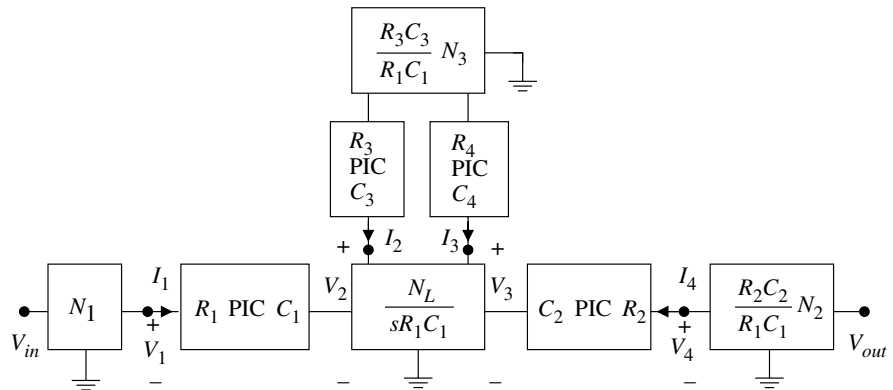 R3C3
R1C1
N3
R3
PIC
C3
R4
PIC
C4
+ I2 I3 +
Vin
N1
I1
+
V1
−
R1 PIC C1
V2
−
NL
sR1C1
V3
−
C2 PIC R2
I4
+
V4
−
R2C2
R1C1
N2
Vout